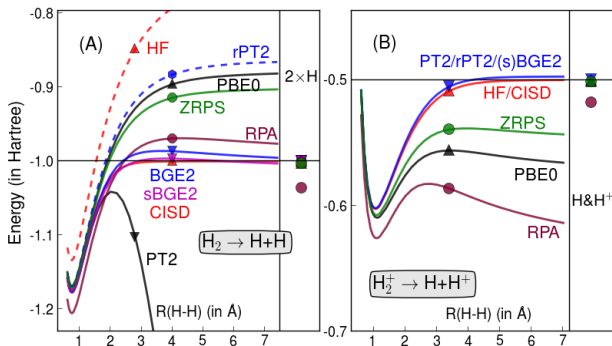 Energy (in Hartree)
-0.8
-0.9
-1.0
-1.1
-1.2
(A)
HF
rPT2
PBE0
ZRPS
RPA
BGE2
sBGE2
CISD
PT2
2×H
H₂ → H+H
R(H-H) (in Å)
1 2 3 4 5 6 7
-0.4
-0.5
-0.6
-0.7
(B)
PT2/rPT2/(s)BGE2
HF/CISD
ZRPS
PBE0
RPA
H&H⁺
H₂⁺ → H+H⁺
R(H-H) (in Å)
1 2 3 4 5 6 7